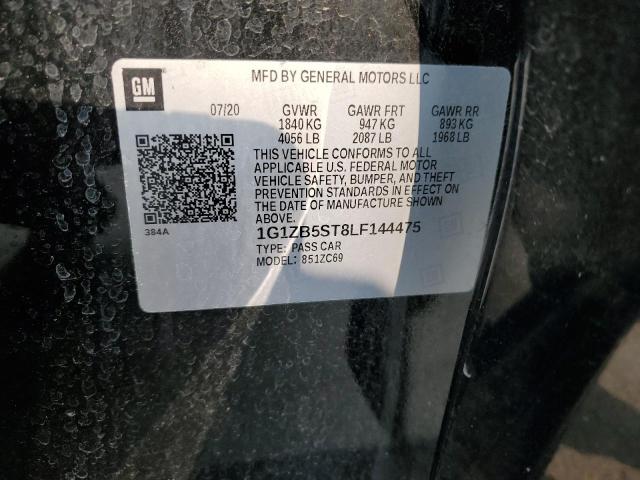 GM
MFD BY GENERAL MOTORS LLC
07/20 GVWR GAWR FRT GAWR RR
1840 KG 947 KG 893 KG
4056 LB 2087 LB 1968 LB
THIS VEHICLE CONFORMS TO ALL
APPLICABLE U.S. FEDERAL MOTOR
VEHICLE SAFETY, BUMPER, AND THEFT
PREVENTION STANDARDS IN EFFECT ON
THE DATE OF MANUFACTURE SHOWN
ABOVE.
384A
1G1ZB5ST8LF144475
TYPE: PASS CAR
MODEL: 851ZC69